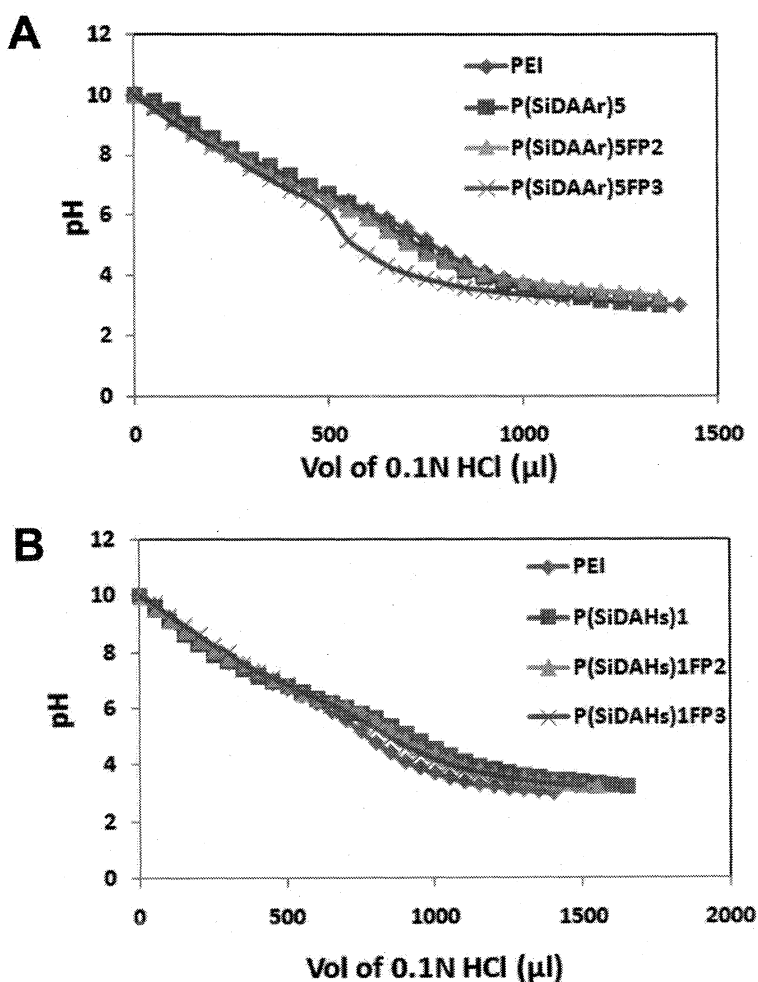 A
12
10
8
6
4
2
0
pH
PEI
P(SiDAAr)5
P(SiDAAr)5FP2
P(SiDAAr)5FP3
0 500 1000 1500
Vol of 0.1N HCl (µl)
B
12
10
8
6
4
2
0
pH
PEI
P(SiDAHs)1
P(SiDAHs)1FP2
P(SiDAHs)1FP3
0 500 1000 1500 2000
Vol of 0.1N HCl (µl)